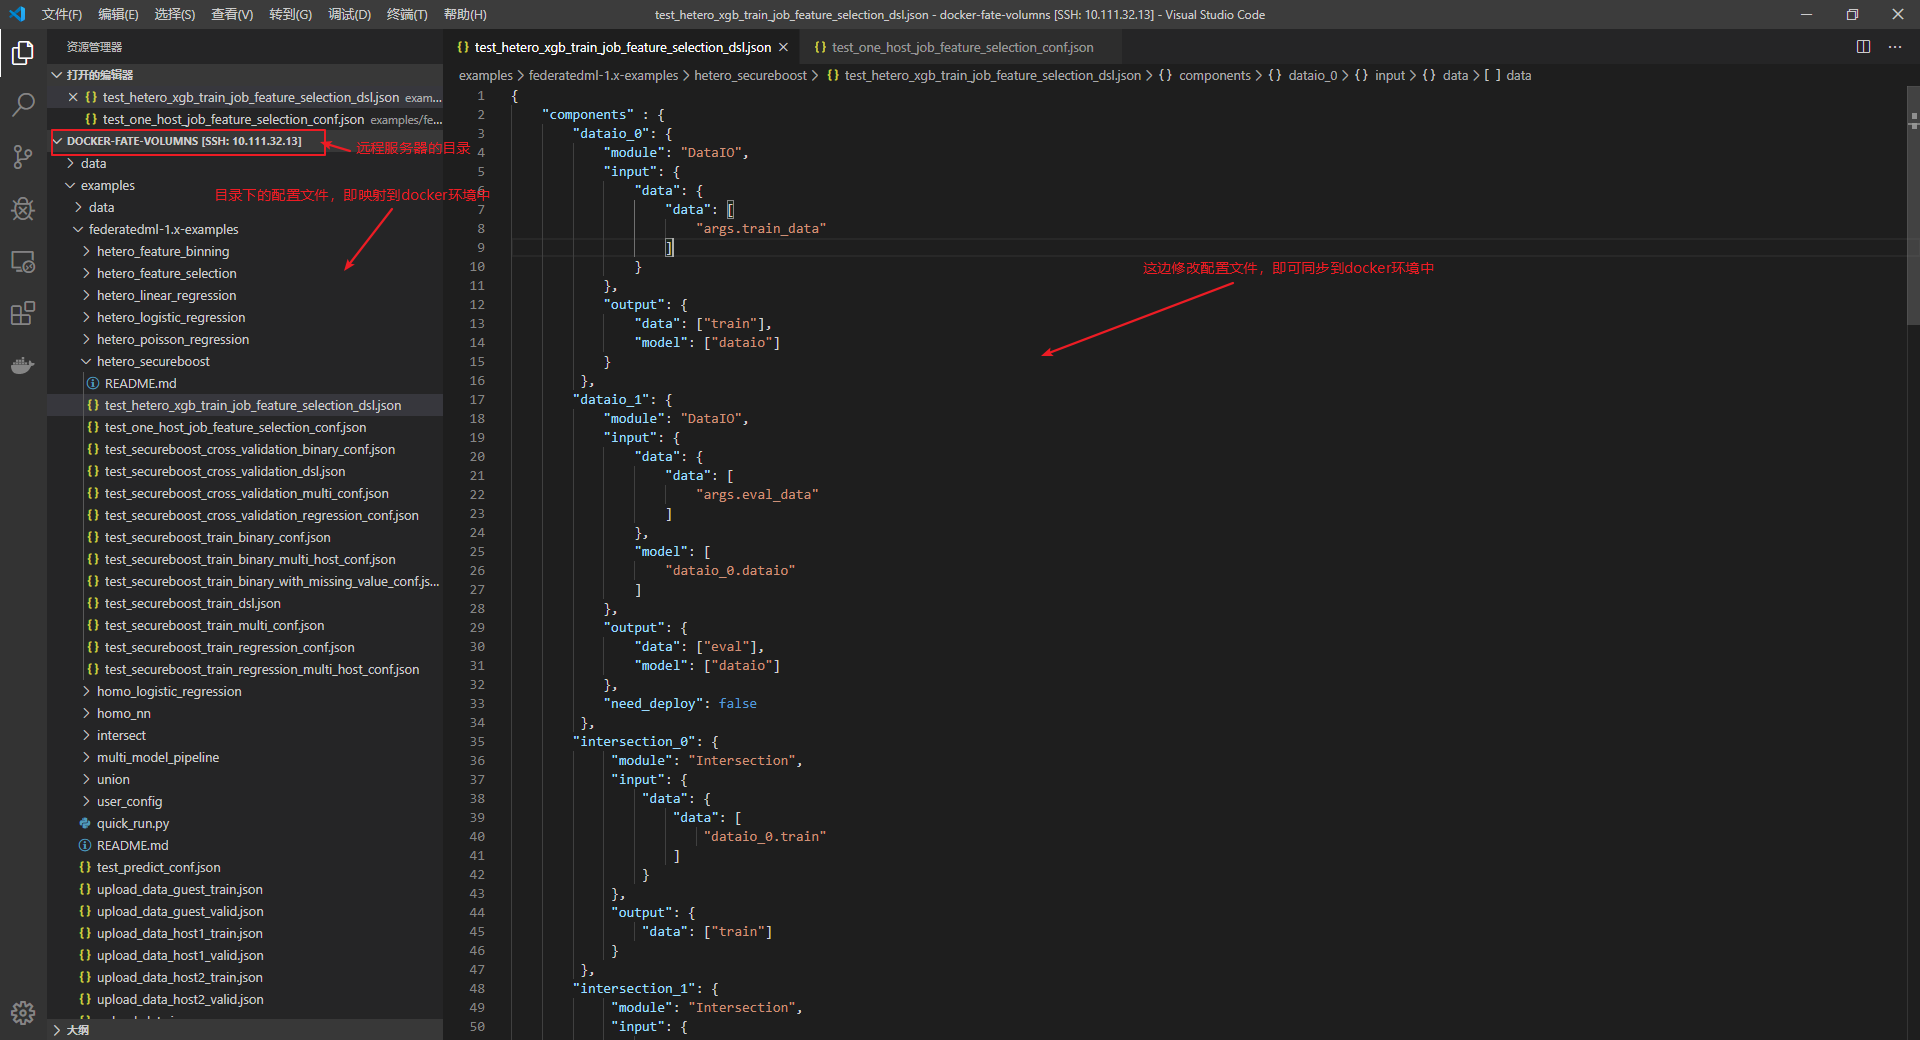 文件(F) 编辑(E) 选择(S) 查看(V) 转到(G) 调试(D) 终端(T) 帮助(H)
test_hetero_xgb_train_job_feature_selection_dsl.json - docker-fate-volumns [SSH: 10.111.32.13] - Visual Studio Code
资源管理器
打开的编辑器
test_hetero_xgb_train_job_feature_selection_dsl.json exam...
test_one_host_job_feature_selection_conf.json examples/fe...
DOCKER-FATE-VOLUMNS [SSH: 10.111.32.13]
远程服务器的目录
data
examples
目录下的配置文件，即映射到docker环境中
data
federatedml-1.x-examples
hetero_feature_binning
hetero_feature_selection
hetero_linear_regression
hetero_logistic_regression
hetero_poisson_regression
hetero_secureboost
README.md
test_hetero_xgb_train_job_feature_selection_dsl.json
test_one_host_job_feature_selection_conf.json
test_secureboost_cross_validation_binary_conf.json
test_secureboost_cross_validation_dsl.json
test_secureboost_cross_validation_multi_conf.json
test_secureboost_cross_validation_regression_conf.json
test_secureboost_train_binary_conf.json
test_secureboost_train_binary_multi_host_conf.json
test_secureboost_train_binary_with_missing_value_conf.js...
test_secureboost_train_dsl.json
test_secureboost_train_multi_conf.json
test_secureboost_train_regression_conf.json
test_secureboost_train_regression_multi_host_conf.json
homo_logistic_regression
homo_nn
intersect
multi_model_pipeline
union
user_config
quick_run.py
README.md
test_predict_conf.json
upload_data_guest_train.json
upload_data_guest_valid.json
upload_data_host1_train.json
upload_data_host1_valid.json
upload_data_host2_train.json
upload_data_host2_valid.json
大纲
test_hetero_xgb_train_job_feature_selection_dsl.json
test_one_host_job_feature_selection_conf.json
examples > federatedml-1.x-examples > hetero_secureboost > {} test_hetero_xgb_train_job_feature_selection_dsl.json > {} components > {} dataio_0 > {} input > {} data > [ ] data
1 {
2 "components" : {
3 "dataio_0": {
4 "module": "DataIO",
5 "input": {
6 "data": {
7 "data": [
8 "args.train_data"
9 ]
10 }
11 },
12 "output": {
13 "data": ["train"],
14 "model": ["dataio"]
15 }
16 },
17 "dataio_1": {
18 "module": "DataIO",
19 "input": {
20 "data": {
21 "data": [
22 "args.eval_data"
23 ]
24 },
25 "model": [
26 "dataio_0.dataio"
27 ]
28 },
29 "output": {
30 "data": ["eval"],
31 "model": ["dataio"]
32 },
33 "need_deploy": false
34 },
35 "intersection_0": {
36 "module": "Intersection",
37 "input": {
38 "data": {
39 "data": [
40 "dataio_0.train"
41 ]
42 }
43 },
44 "output": {
45 "data": ["train"]
46 }
47 },
48 "intersection_1": {
49 "module": "Intersection",
50 "input": {
这边修改配置文件，即可同步到docker环境中